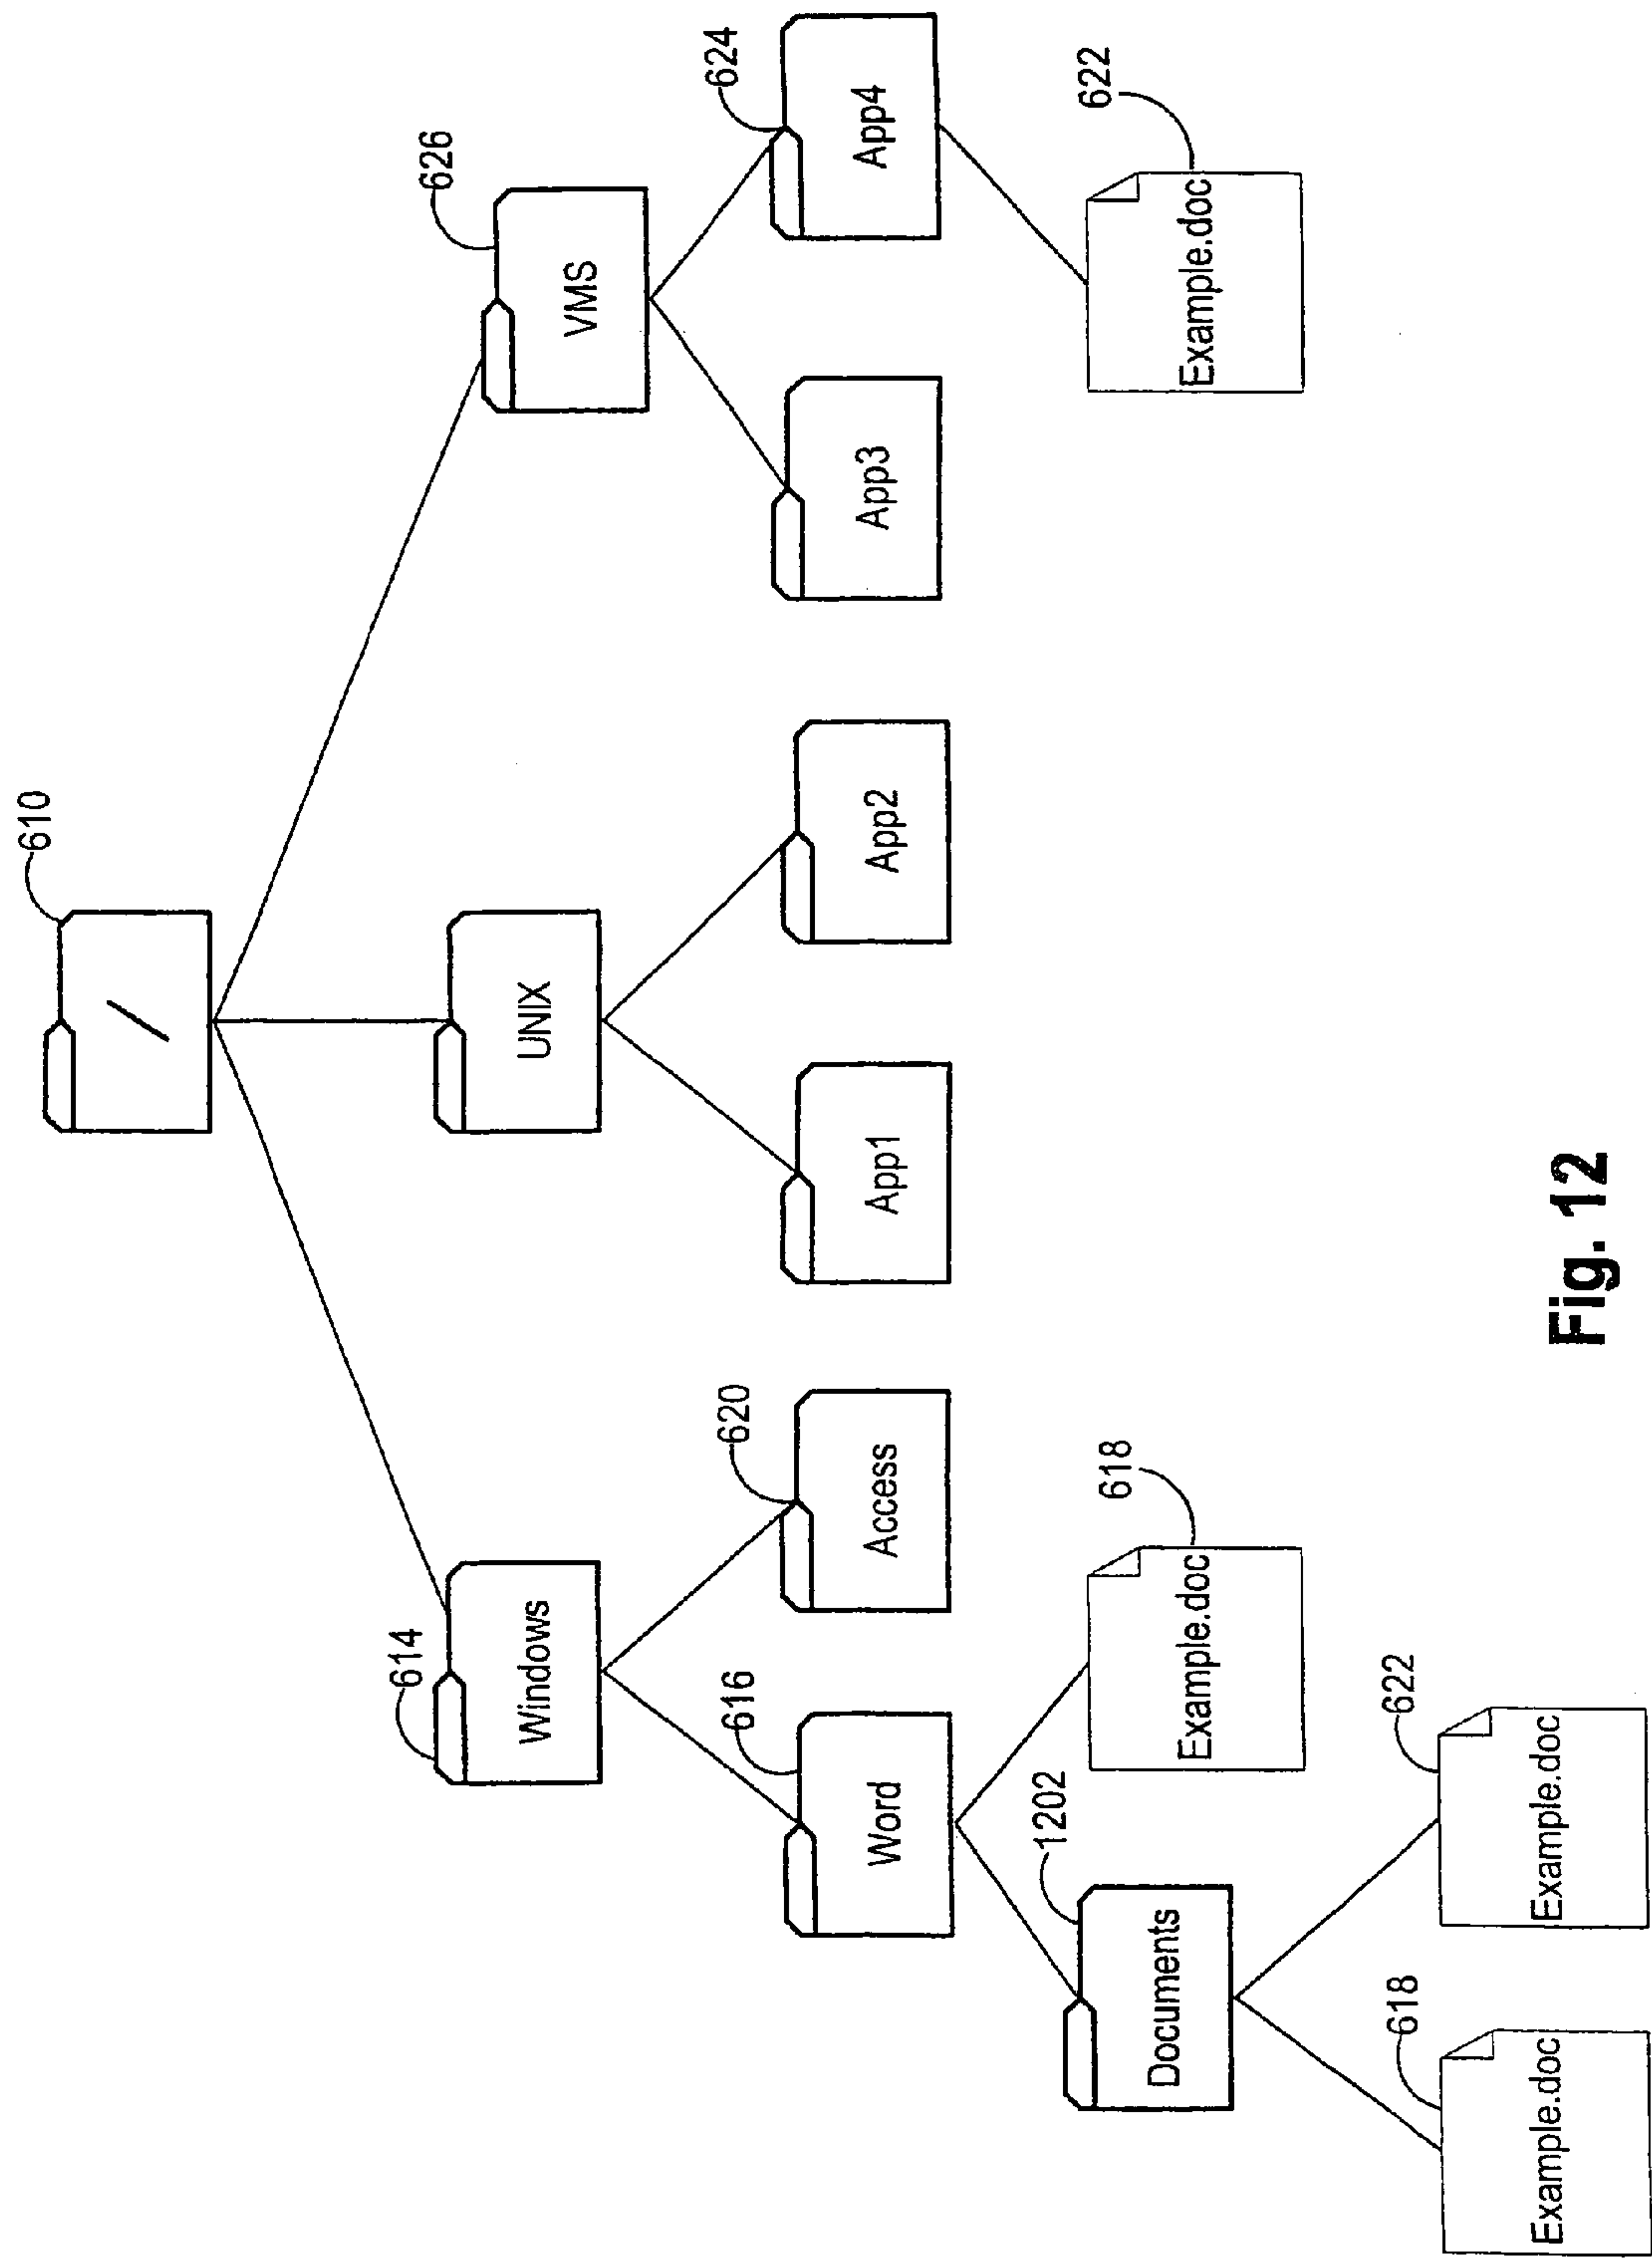 610
/
626
614
Windows
UNIX
VMS
616
620
624
Word
Access
App1
App2
App3
App4
1202
618
622
Documents
Example.doc
Example.doc
618
622
Example.doc
Example.doc
Fig. 12